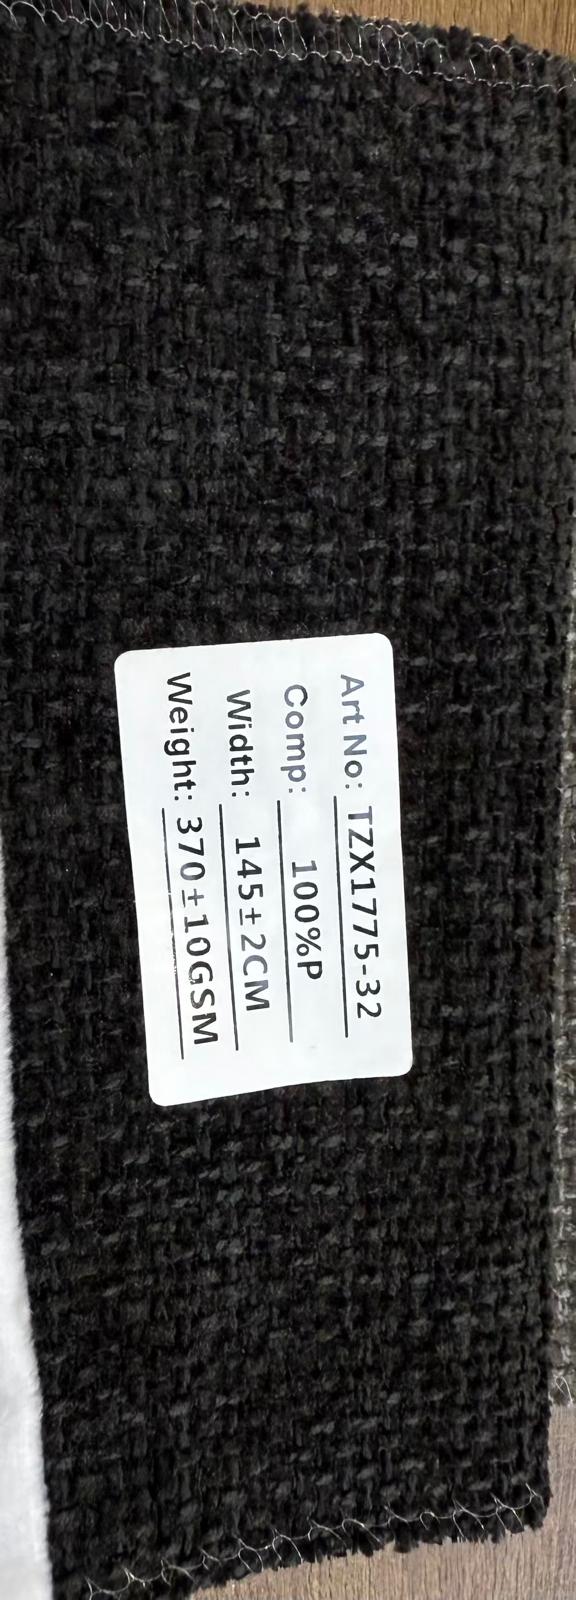 Art No: TZX1775-32
Comp: 100%P
Width: 145±2CM
Weight: 370±10GSM